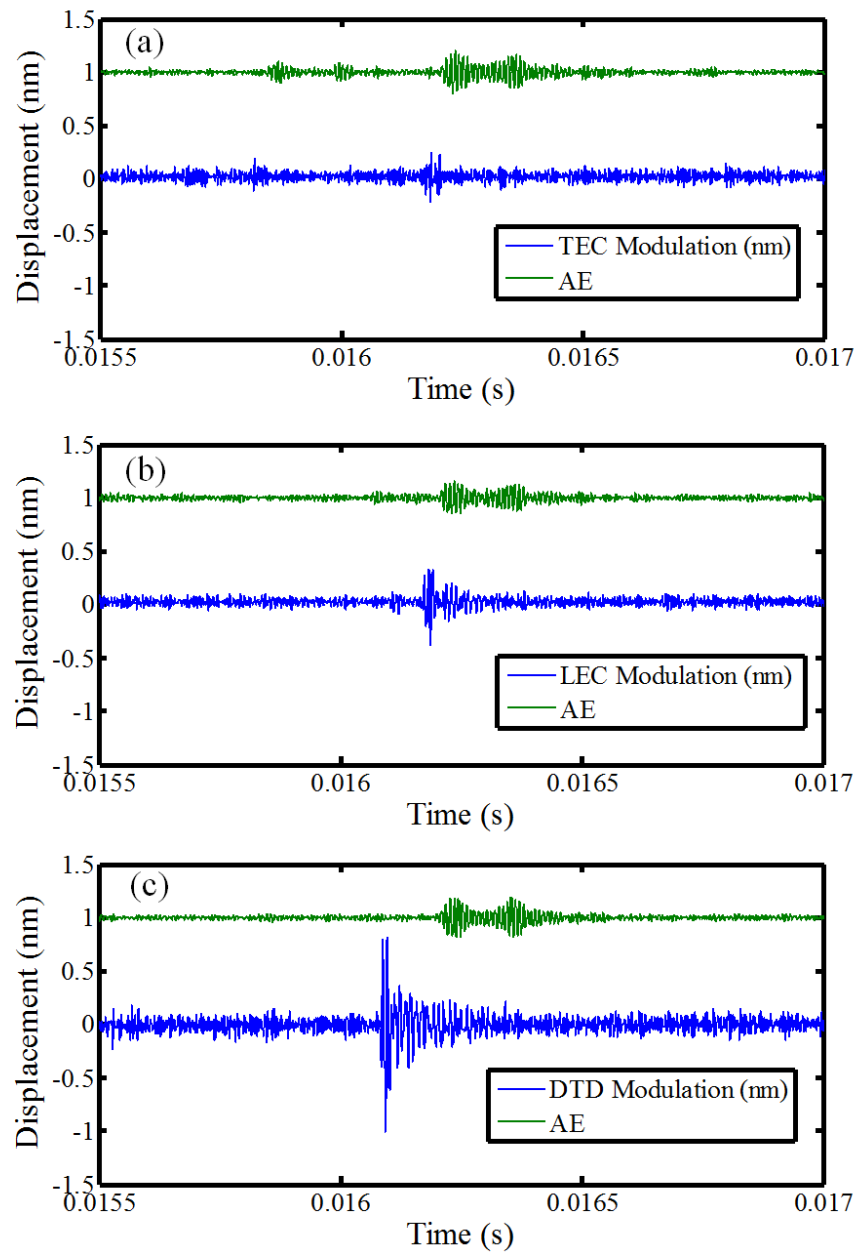 (a)
1.5
1
0.5
0
-0.5
-1
-1.5
Displacement (nm)
TEC Modulation (nm)
AE
0.0155
0.016
0.0165
0.017
Time (s)
(b)
1.5
1
0.5
0
-0.5
-1
-1.5
Displacement (nm)
LEC Modulation (nm)
AE
0.0155
0.016
0.0165
0.017
Time (s)
(c)
1.5
1
0.5
0
-0.5
-1
-1.5
Displacement (nm)
DTD Modulation (nm)
AE
0.0155
0.016
0.0165
0.017
Time (s)